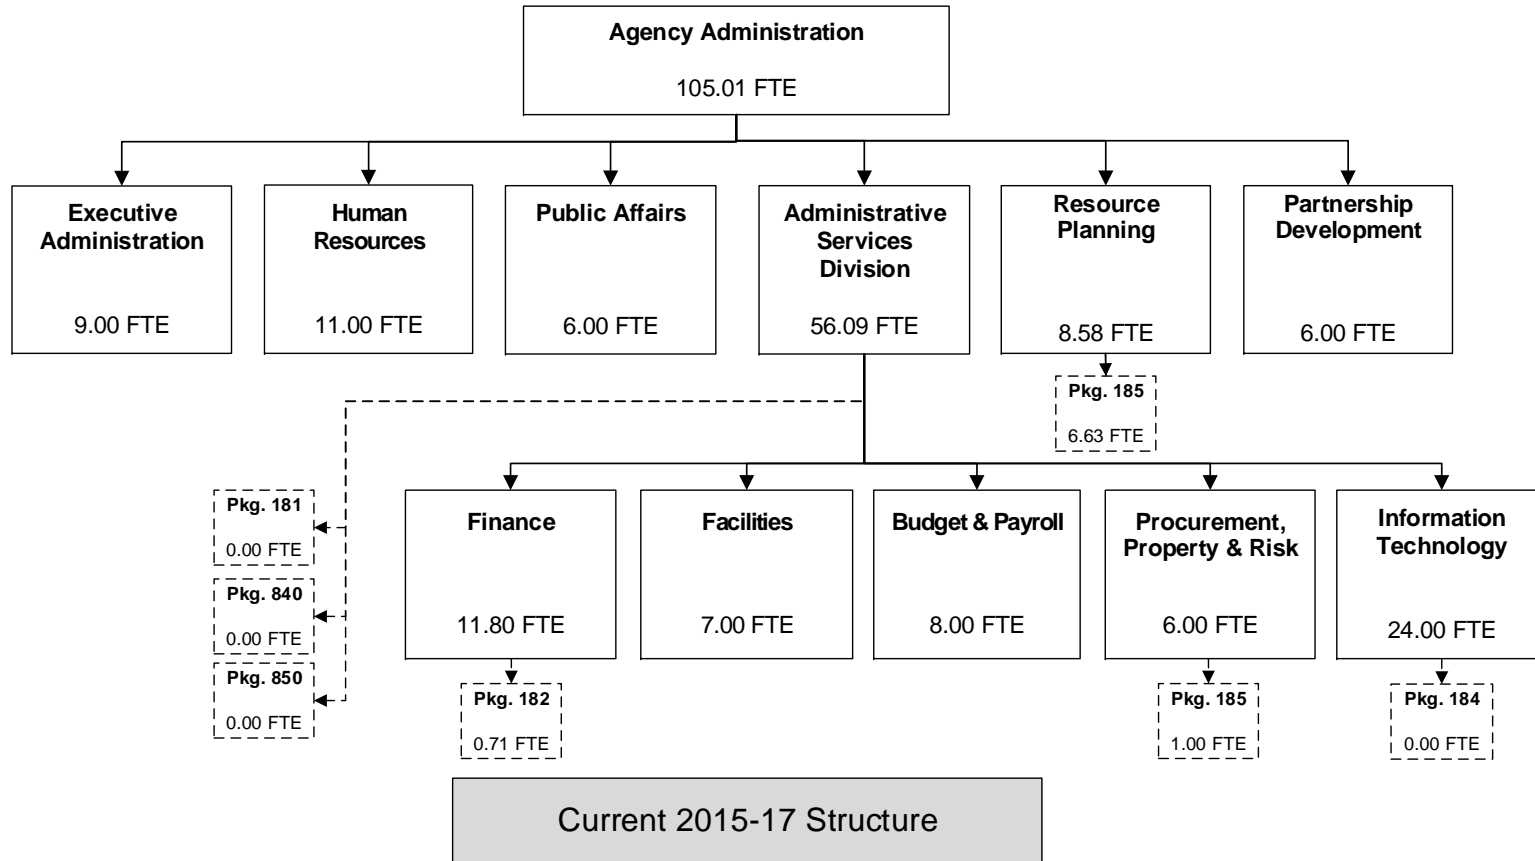 Agency Administration
105.01 FTE
Executive
Administration
9.00 FTE
Human
Resources
11.00 FTE
Public Affairs
6.00 FTE
Administrative
Services
Division
56.09 FTE
Resource
Planning
8.58 FTE
Partnership
Development
6.00 FTE
Pkg. 185
6.63 FTE
Pkg. 181
0.00 FTE
Pkg. 840
0.00 FTE
Pkg. 850
0.00 FTE
Finance
11.80 FTE
Facilities
7.00 FTE
Budget & Payroll
8.00 FTE
Procurement,
Property & Risk
6.00 FTE
Information
Technology
24.00 FTE
Pkg. 182
0.71 FTE
Pkg. 185
1.00 FTE
Pkg. 184
0.00 FTE
Current 2015-17 Structure